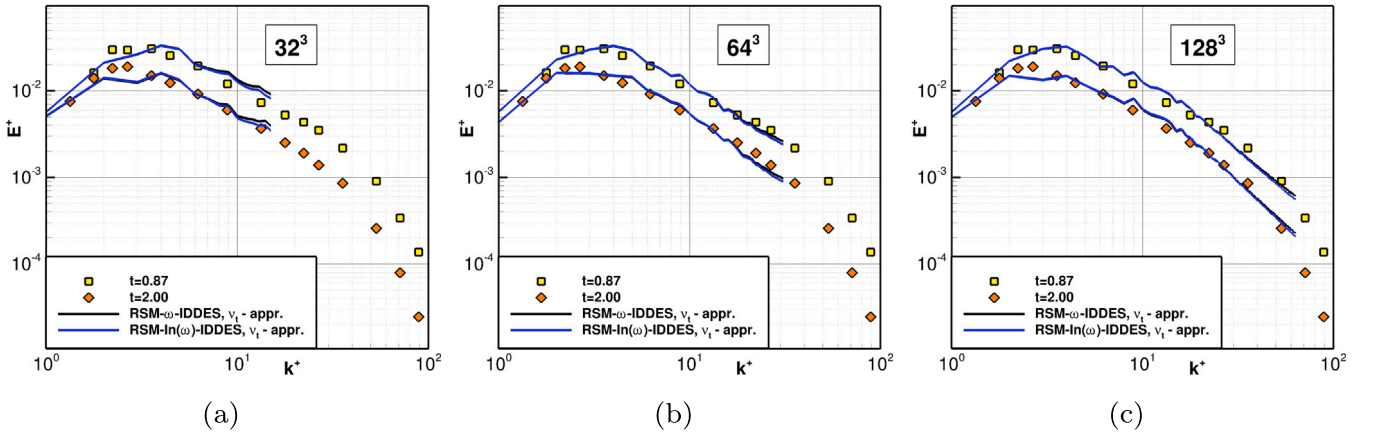 32³
E⁺
10⁻²
10⁻³
10⁻⁴
t=0.87
t=2.00
RSM-ω-IDDES, νₜ - appr.
RSM-ln(ω)-IDDES, νₜ - appr.
10⁰
10¹
10²
k⁺
(a)
64³
E⁺
10⁻²
10⁻³
10⁻⁴
t=0.87
t=2.00
RSM-ω-IDDES, νₜ - appr.
RSM-ln(ω)-IDDES, νₜ - appr.
10⁰
10¹
10²
k⁺
(b)
128³
E⁺
10⁻²
10⁻³
10⁻⁴
t=0.87
t=2.00
RSM-ω-IDDES, νₜ - appr.
RSM-ln(ω)-IDDES, νₜ - appr.
10⁰
10¹
10²
k⁺
(c)